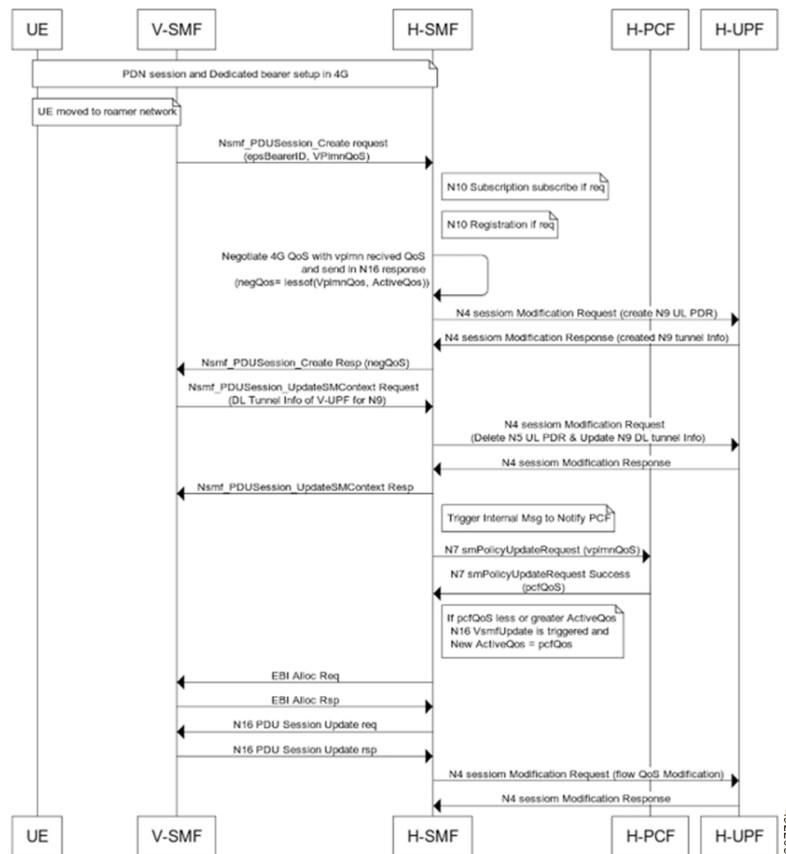 UE V-SMF H-SMF H-PCF H-UPF
PDN session and Dedicated bearer setup in 4G
UE moved to roamer network
Nsmf_PDUSession_Create request
(epsBearerID, VPlmnQoS)
N10 Subscription subscribe if req
N10 Registration if req
Negotiate 4G QoS with vplmn recived QoS
and send in N16 response
(negQos= lessof(VplmnQos, ActiveQos))
N4 sessiom Modification Request (create N9 UL PDR)
N4 sessiom Modification Response (created N9 tunnel Info)
Nsmf_PDUSession_Create Resp (negQoS)
Nsmf_PDUSession_UpdateSMContext Request
(DL Tunnel Info of V-UPF for N9)
N4 sessiom Modification Request
(Delete N5 UL PDR & Update N9 DL tunnel Info)
N4 sessiom Modification Response
Nsmf_PDUSession_UpdateSMContext Resp
Trigger Internal Msg to Notify PCF
N7 smPolicyUpdateRequest (vplmnQoS)
N7 smPolicyUpdateRequest Success
(pcfQoS)
If pcfQoS less or greater ActiveQos
N16 VsmfUpdate is triggered and
New ActiveQos = pcfQos
EBI Alloc Req
EBI Alloc Rsp
N16 PDU Session Update req
N16 PDU Session Update rsp
N4 sessiom Modification Request (flow QoS Modification)
N4 sessiom Modification Response
UE V-SMF H-SMF H-PCF H-UPF